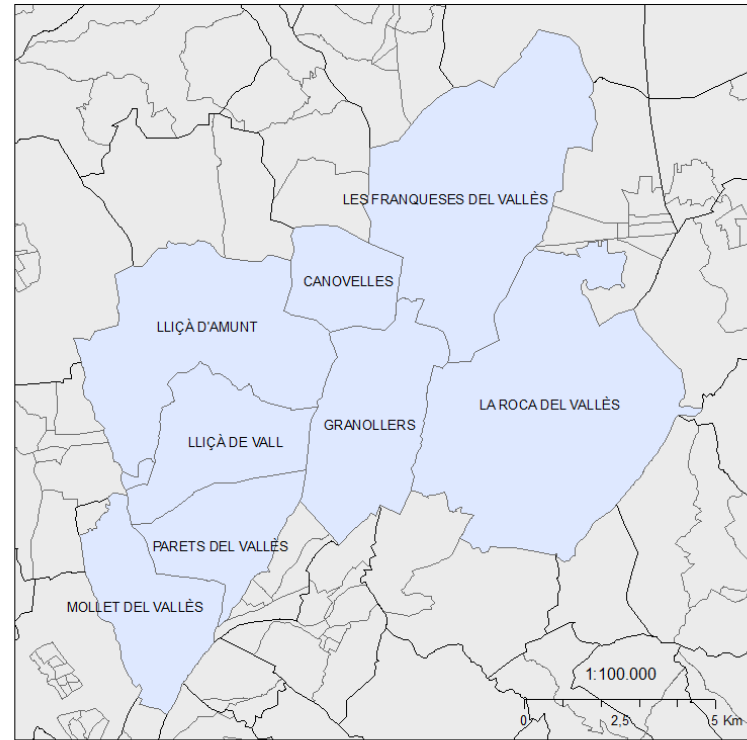 LES FRANQUESES DEL VALLÈS
CANOVELLES
LLIÇÀ D'AMUNT
LA ROCA DEL VALLÈS
GRANOLLERS
LLIÇÀ DE VALL
PARETS DEL VALLÈS
MOLLET DEL VALLÈS
1:100.000
0 2,5 5 Km